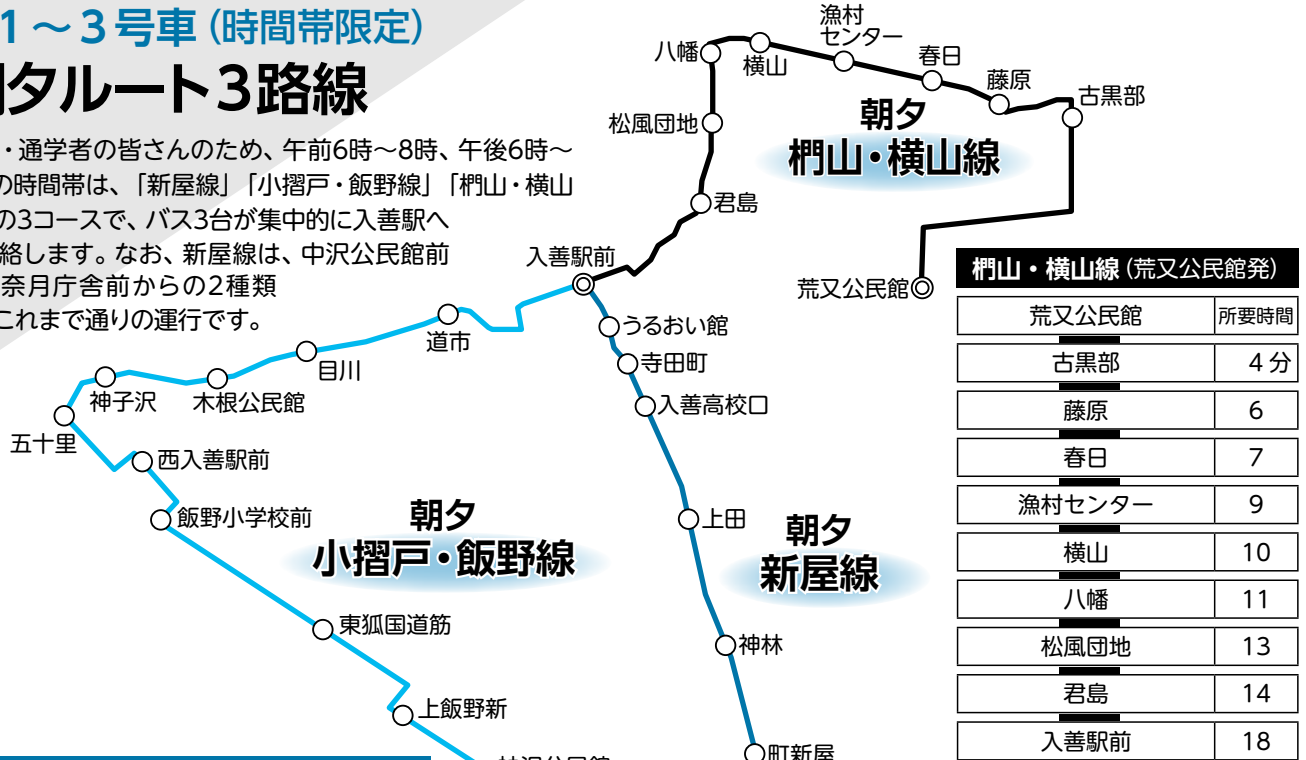 1～3号車(時間帯限定)
夕ルート3路線
・通学者の皆さんのため、午前6時～8時、午後6時～
の時間帯は、「新屋線」「小摺戸・飯野線」「椚山・横山
の3コースで、バス3台が集中的に入善駅へ
絡します。なお、新屋線は、中沢公民館前
奈月庁舎前からの2種類
これまで通りの運行です。
漁村
センター
八幡
横山
春日
藤原
古黒部
松風団地
朝夕
椚山・横山線
君島
入善駅前
荒又公民館
うるおい館
道市
寺田町
目川
入善高校口
神子沢
木根公民館
五十里
西入善駅前
飯野小学校前
朝夕
小摺戸・飯野線
上田
朝夕
新屋線
東狐国道筋
神林
上飯野新
町新屋
椚山・横山線(荒又公民館発)
荒又公民館 所要時間
古黒部 4分
藤原 6
春日 7
漁村センター 9
横山 10
八幡 11
松風団地 13
君島 14
入善駅前 18